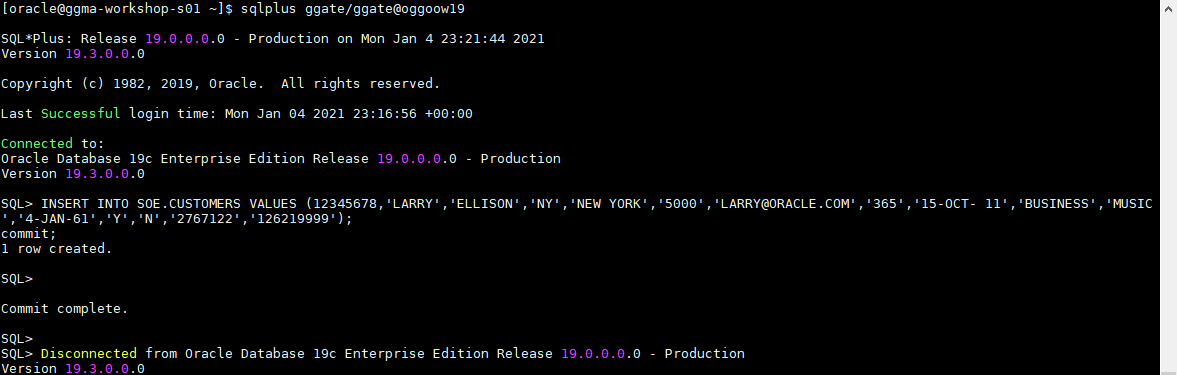 [oracle@ggma-workshop-s01 ~]$ sqlplus ggate/ggate@oggoow19
SQL*Plus: Release 19.0.0.0.0 - Production on Mon Jan 4 23:21:44 2021
Version 19.3.0.0.0
Copyright (c) 1982, 2019, Oracle.  All rights reserved.
Last Successful login time: Mon Jan 04 2021 23:16:56 +00:00
Connected to:
Oracle Database 19c Enterprise Edition Release 19.0.0.0.0 - Production
Version 19.3.0.0.0
SQL> INSERT INTO SOE.CUSTOMERS VALUES (12345678,'LARRY','ELLISON','NY','NEW YORK','5000','LARRY@ORACLE.COM','365','15-OCT- 11','BUSINESS','MUSIC
','4-JAN-61','Y','N','2767122','126219999');
commit;
1 row created.
SQL>
Commit complete.
SQL>
SQL> Disconnected from Oracle Database 19c Enterprise Edition Release 19.0.0.0.0 - Production
Version 19.3.0.0.0